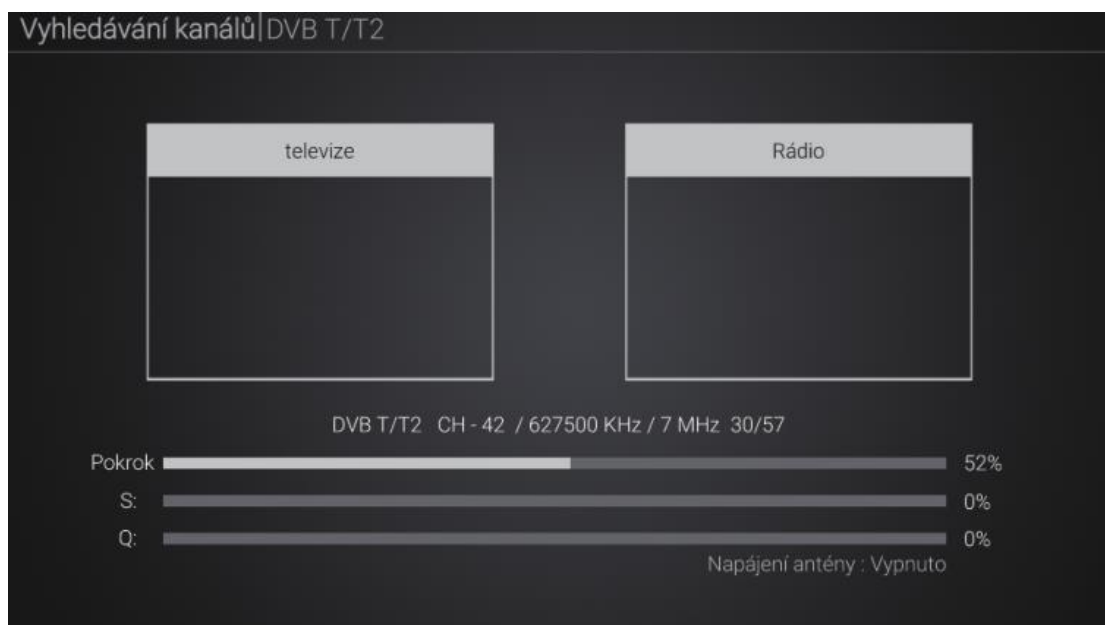 Vyhledávání kanálů|DVB T/T2
televize
Rádio
DVB T/T2 CH - 42 / 627500 KHz / 7 MHz 30/57
Pokrok 52%
S: 0%
Q: 0%
Napájení antény : Vypnuto